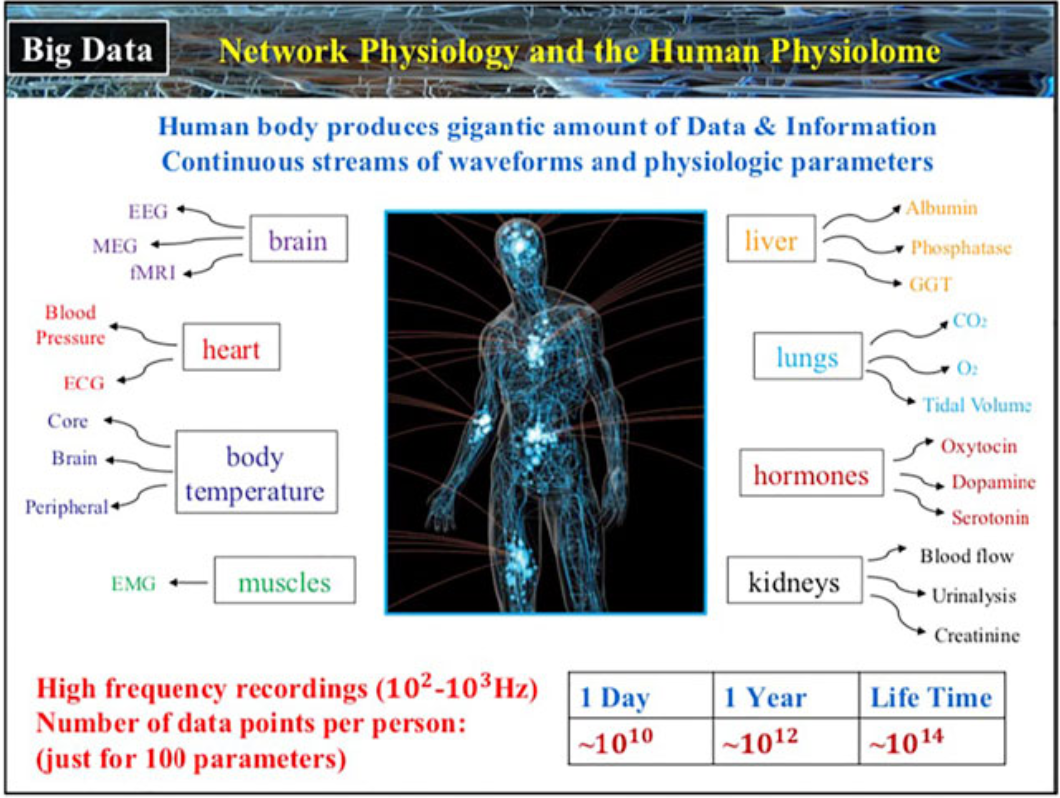 Big Data
Network Physiology and the Human Physiolome
Human body produces gigantic amount of Data & Information
Continuous streams of waveforms and physiologic parameters
EEG
MEG
fMRI
brain
Blood
Pressure
ECG
heart
Core
Brain
Peripheral
body
temperature
EMG
muscles
liver
Albumin
Phosphatase
GGT
lungs
CO₂
O₂
Tidal Volume
hormones
Oxytocin
Dopamine
Serotonin
kidneys
Blood flow
Urinalysis
Creatinine
High frequency recordings (10²-10³Hz)
Number of data points per person:
(just for 100 parameters)
1 Day 1 Year Life Time
~10¹⁰ ~10¹² ~10¹⁴